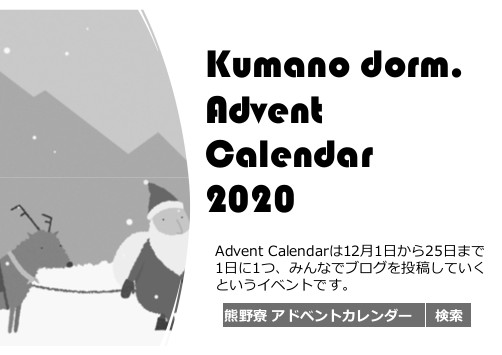 Kumano dorm.
Advent
Calendar
2020
Advent Calendarは12月1日から25日まで
1日に1つ、みんなでブログを投稿していく
というイベントです。
熊野寮 アドベントカレンダー 検索